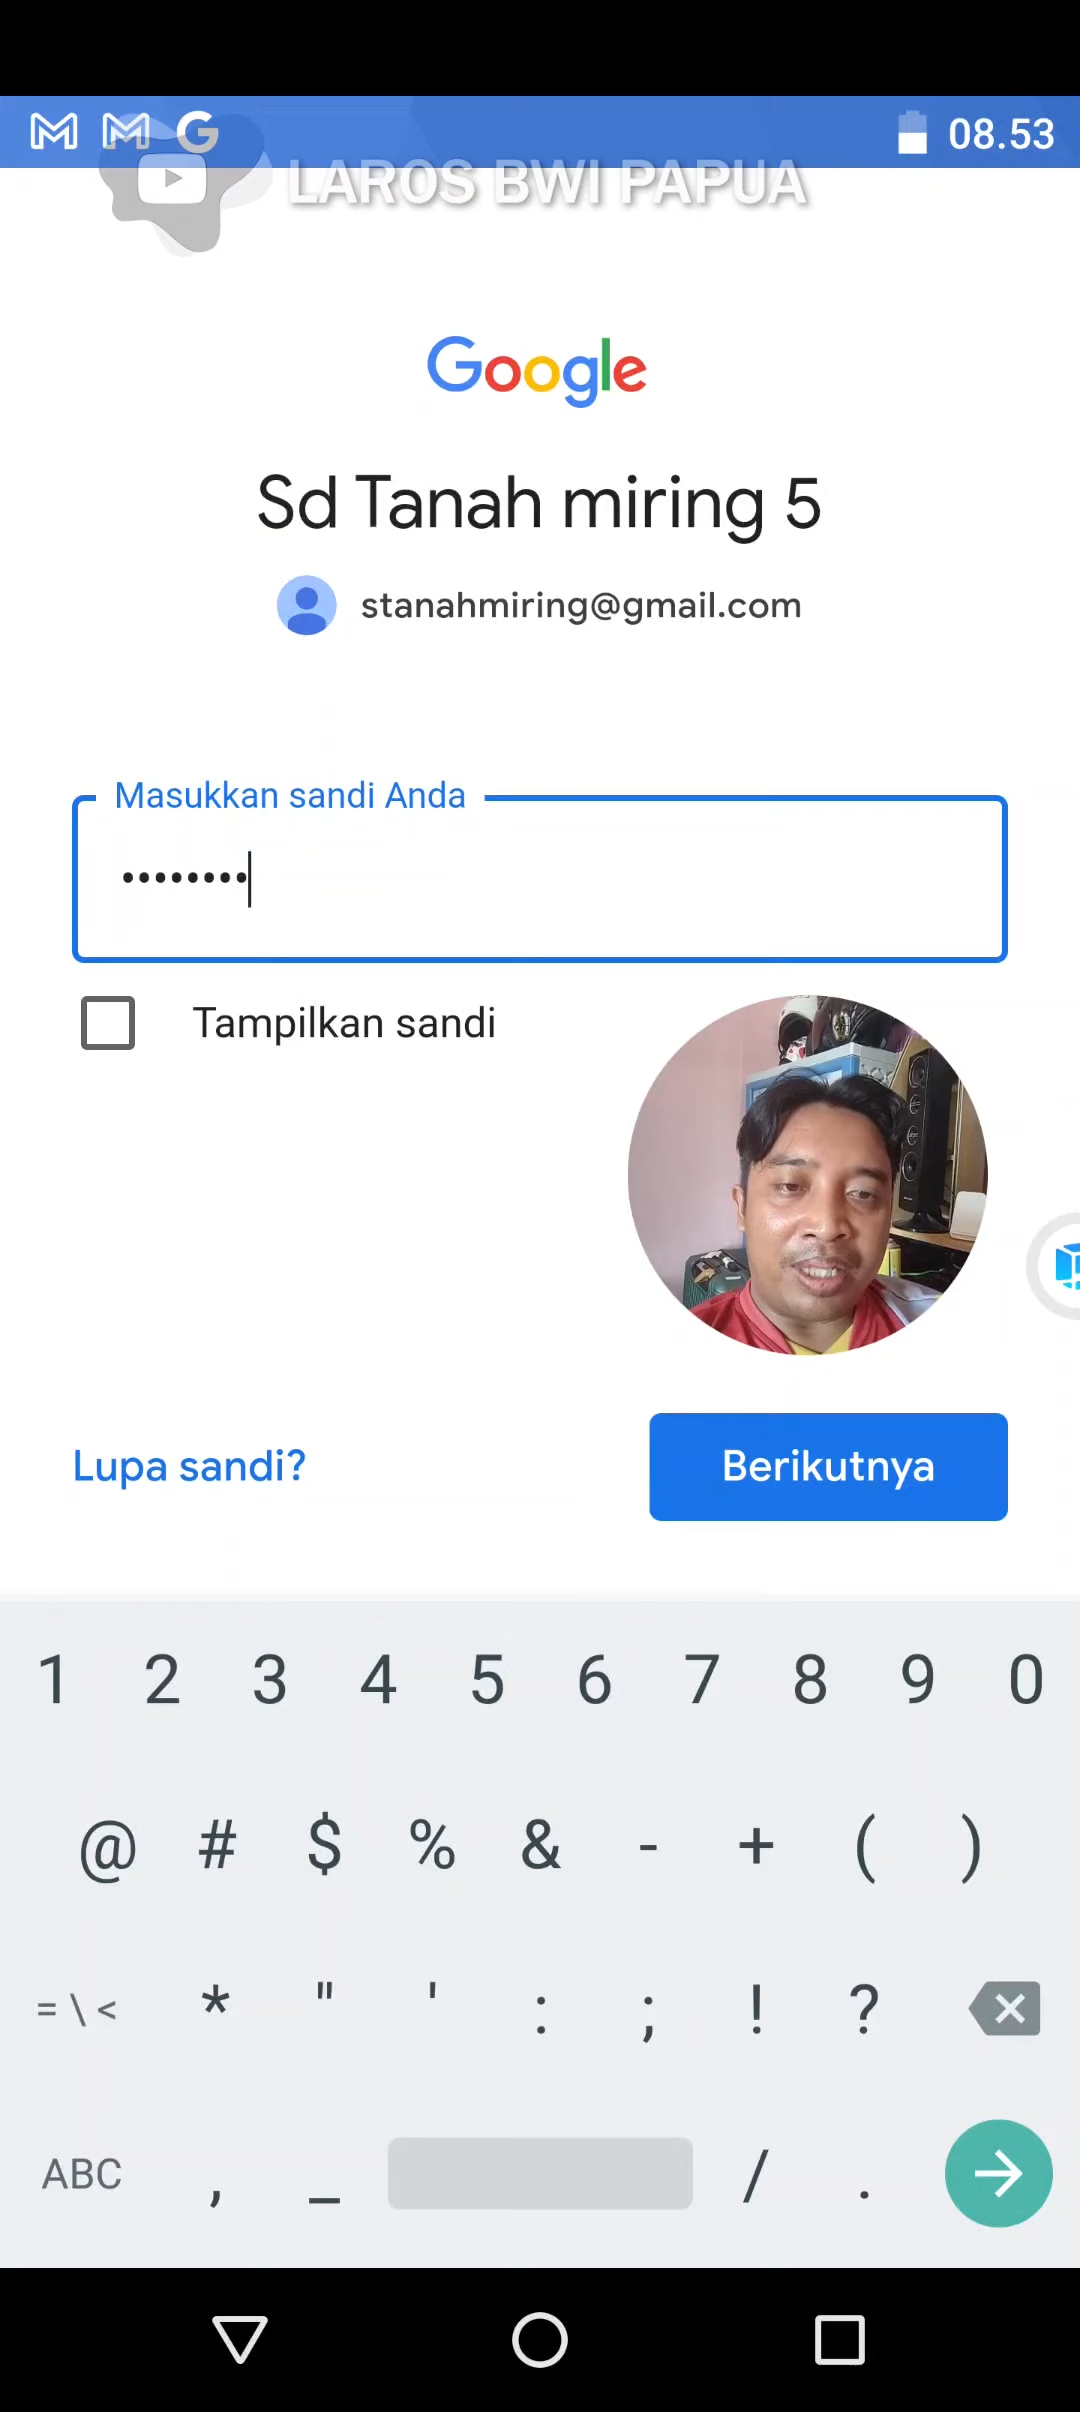 08.53
LAROS BWI PAPUA
Google
Sd Tanah miring 5
stanahmiring@gmail.com
Masukkan sandi Anda
••••••••
Tampilkan sandi
Lupa sandi?
Berikutnya
1 2 3 4 5 6 7 8 9 0
@ # $ % & - + ( )
= \ < * " ' : ; ! ?
ABC , _ / .